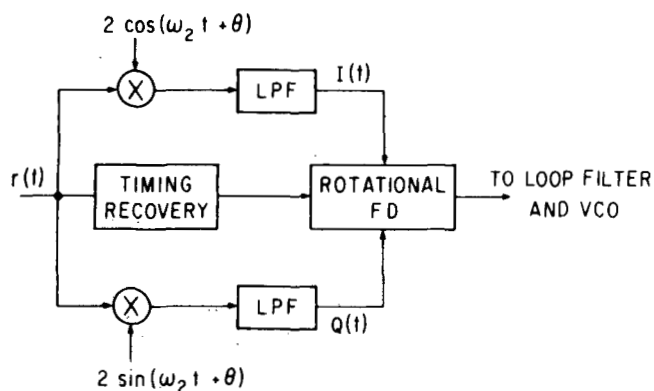 2 cos(ω₂ t + θ)
X
LPF
I(t)
r(t)
TIMING
RECOVERY
ROTATIONAL
FD
TO LOOP FILTER
AND VCO
X
LPF
Q(t)
2 sin(ω₂ t + θ)